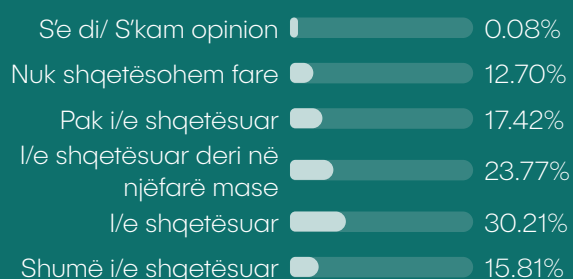 S'e di/ S'kam opinion 0.08%
Nuk shqetësohem fare 12.70%
Pak i/e shqetësuar 17.42%
I/e shqetësuar deri në
njëfarë mase 23.77%
I/e shqetësuar 30.21%
Shumë i/e shqetësuar 15.81%